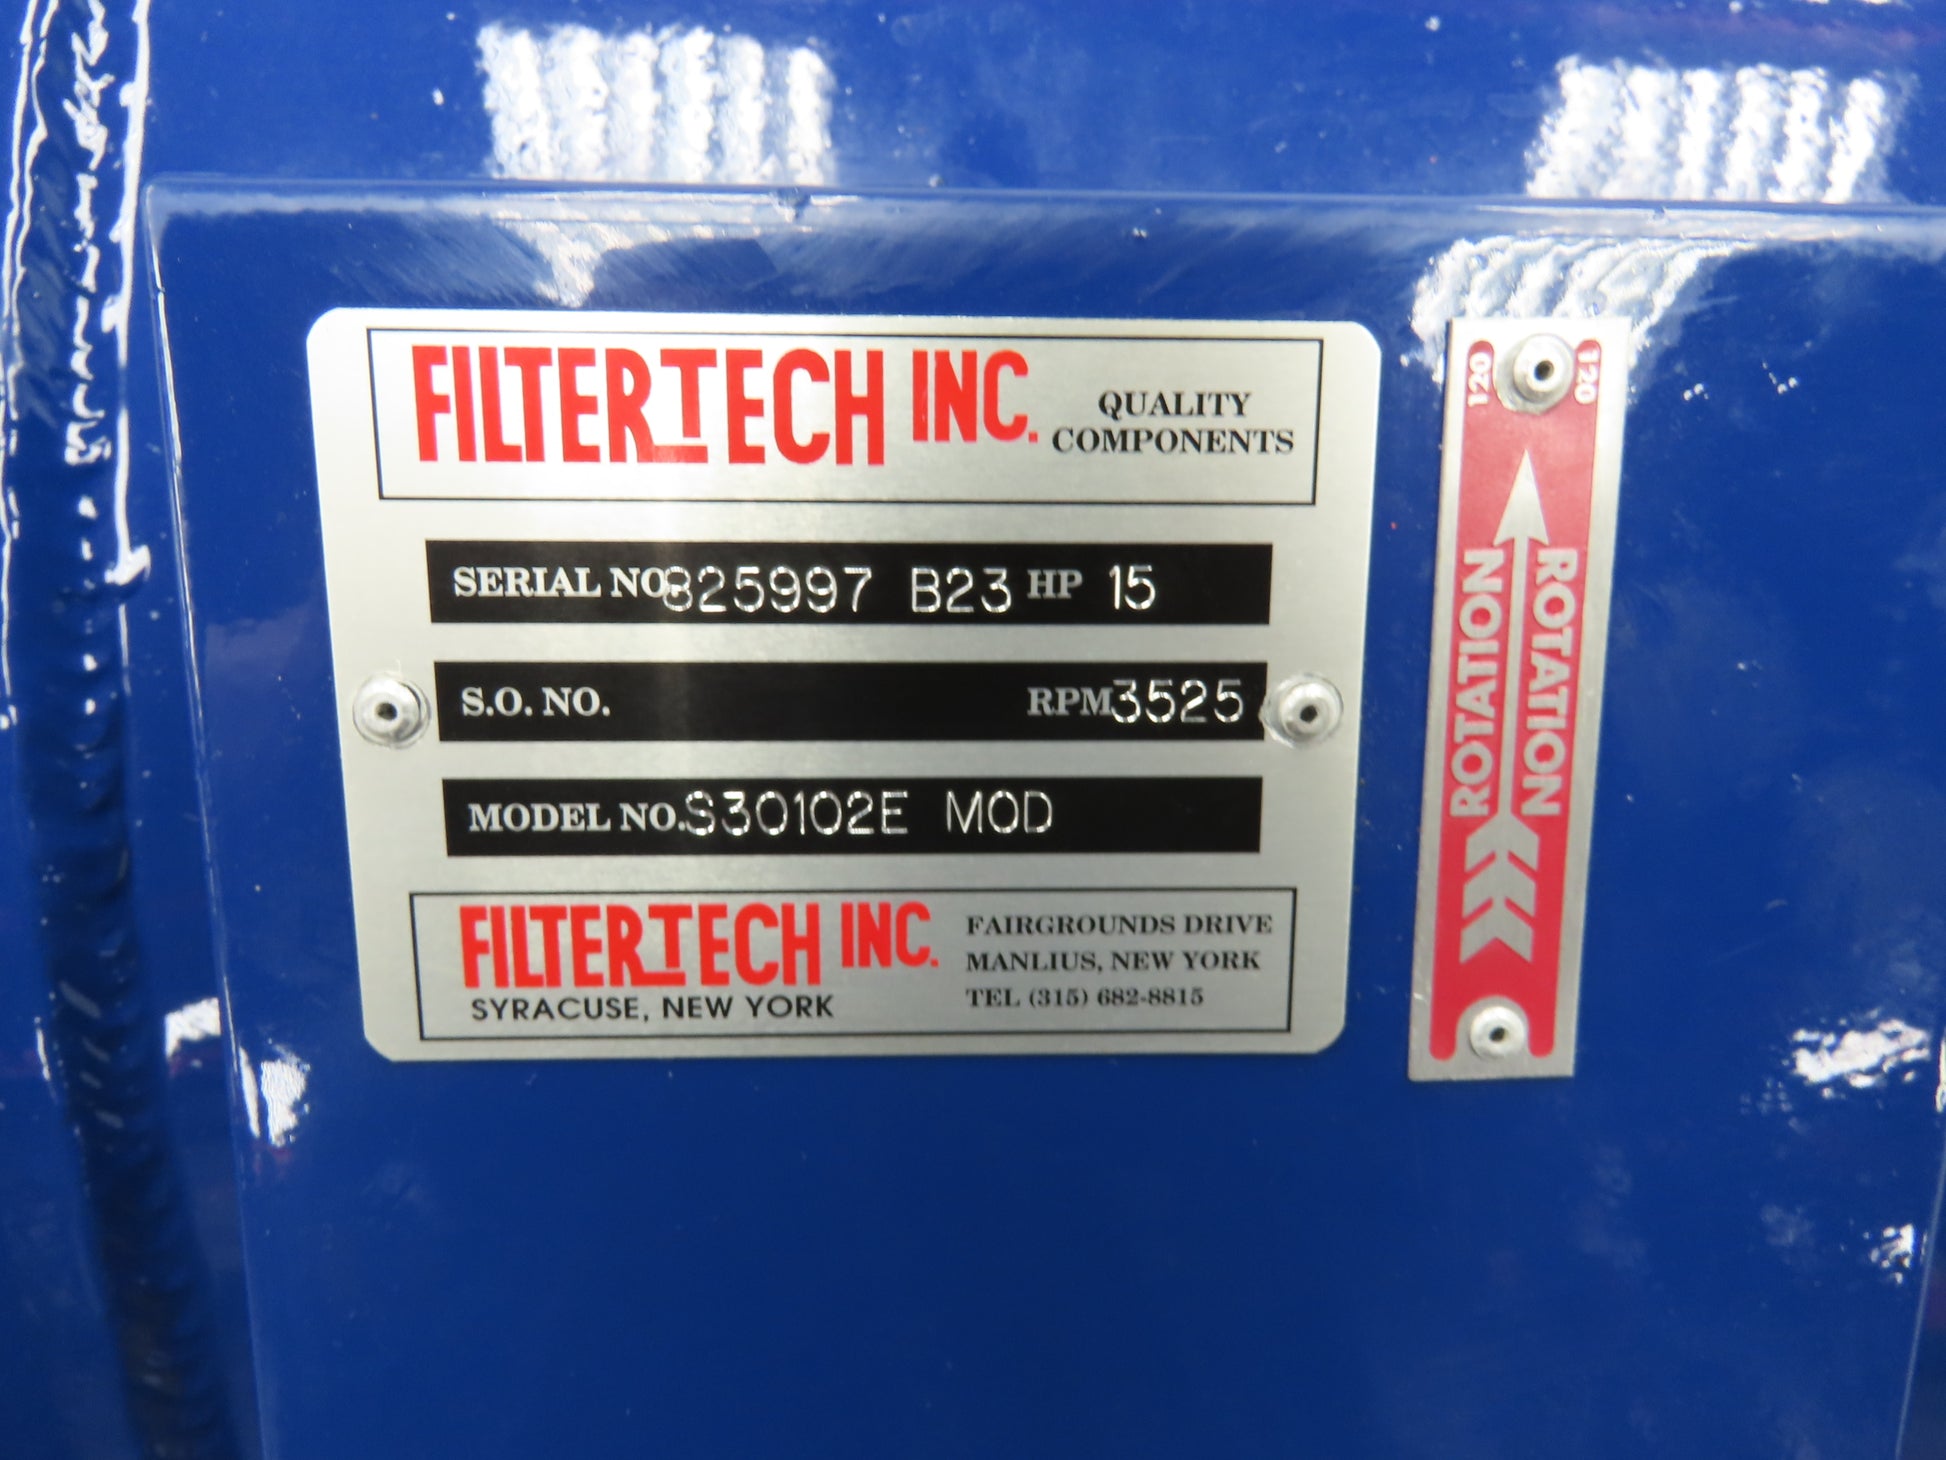 FILTERTECH INC.
QUALITY
COMPONENTS
SERIAL NO. 825997 B23 HP 15
S.O. NO. RPM 3525
MODEL NO. S30102E MOD
FILTERTECH INC.
SYRACUSE, NEW YORK
FAIRGROUNDS DRIVE
MANLIUS, NEW YORK
TEL (315) 682-8815
120
120
ROTATION
ROTATION